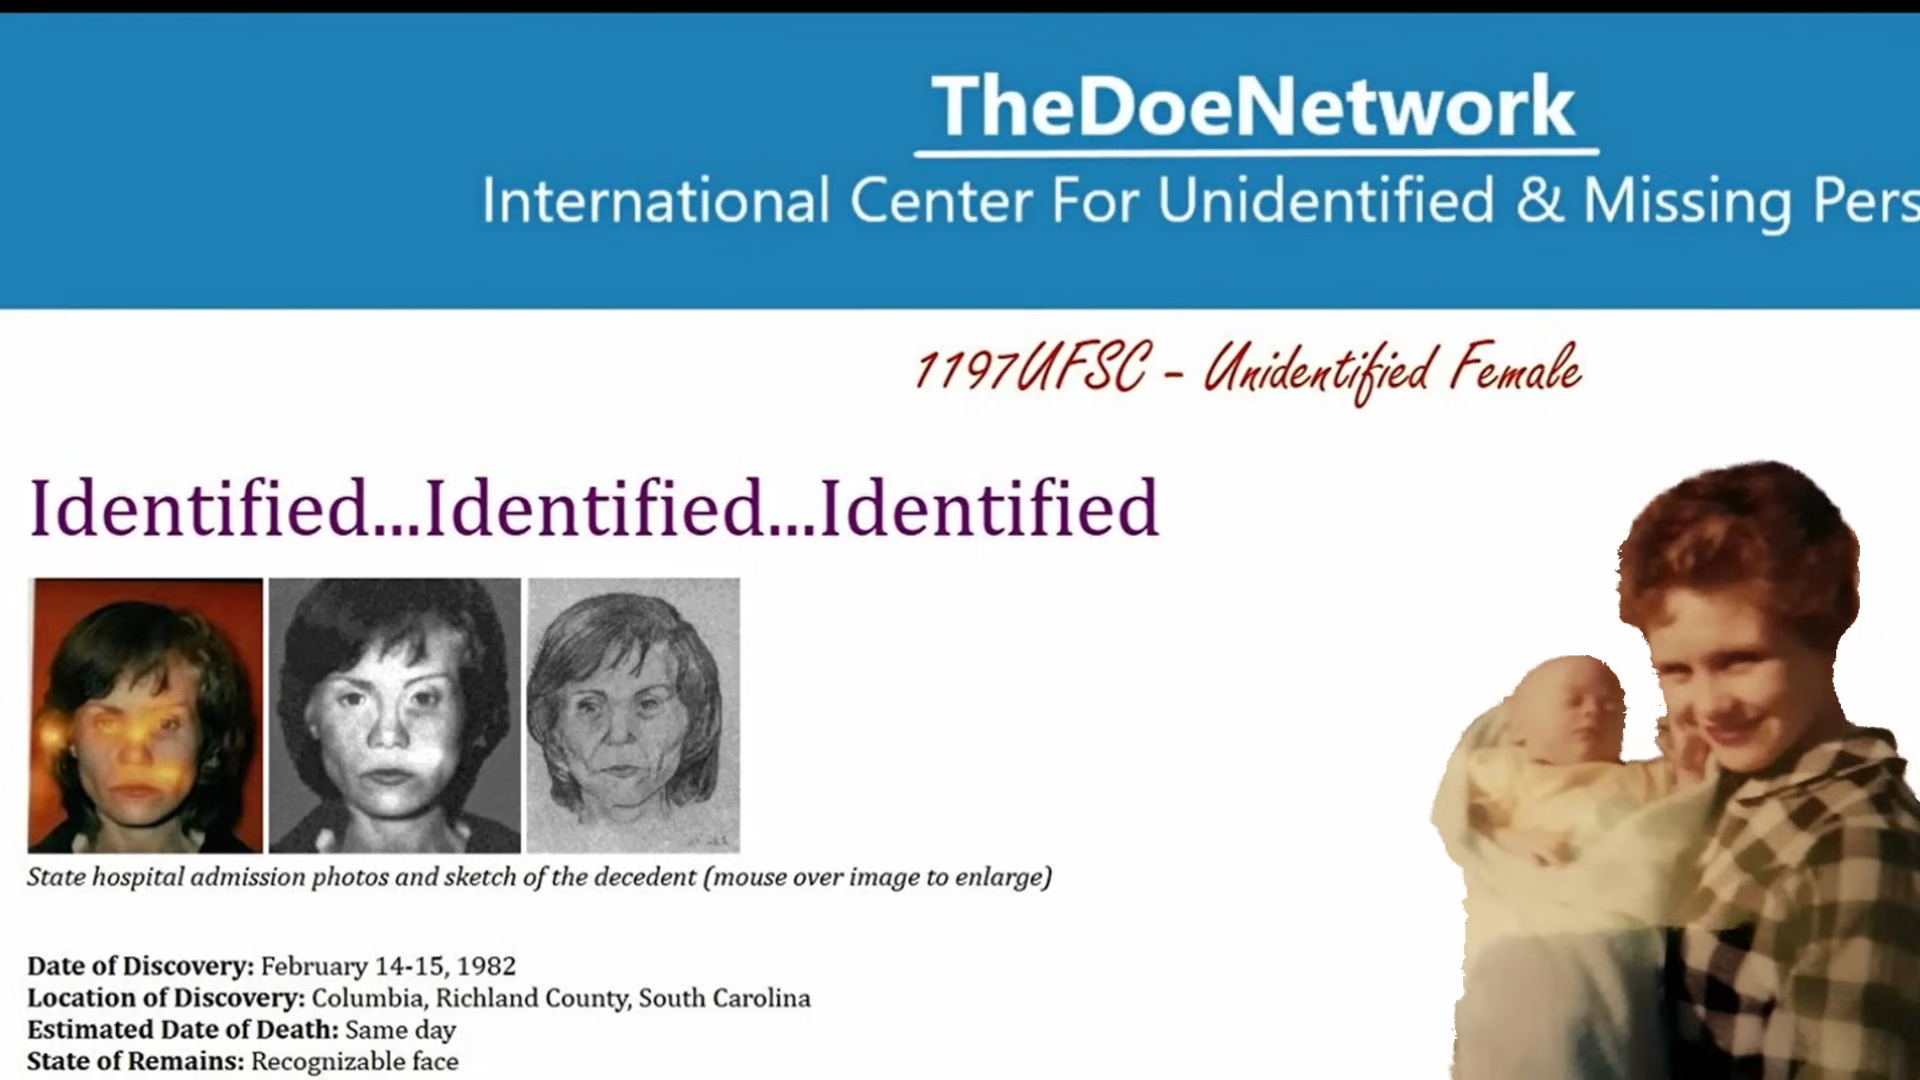 TheDoeNetwork
International Center For Unidentified & Missing Pers
1197UFSC - Unidentified Female
Identified...Identified...Identified
State hospital admission photos and sketch of the decedent (mouse over image to enlarge)
Date of Discovery: February 14-15, 1982
Location of Discovery: Columbia, Richland County, South Carolina
Estimated Date of Death: Same day
State of Remains: Recognizable face